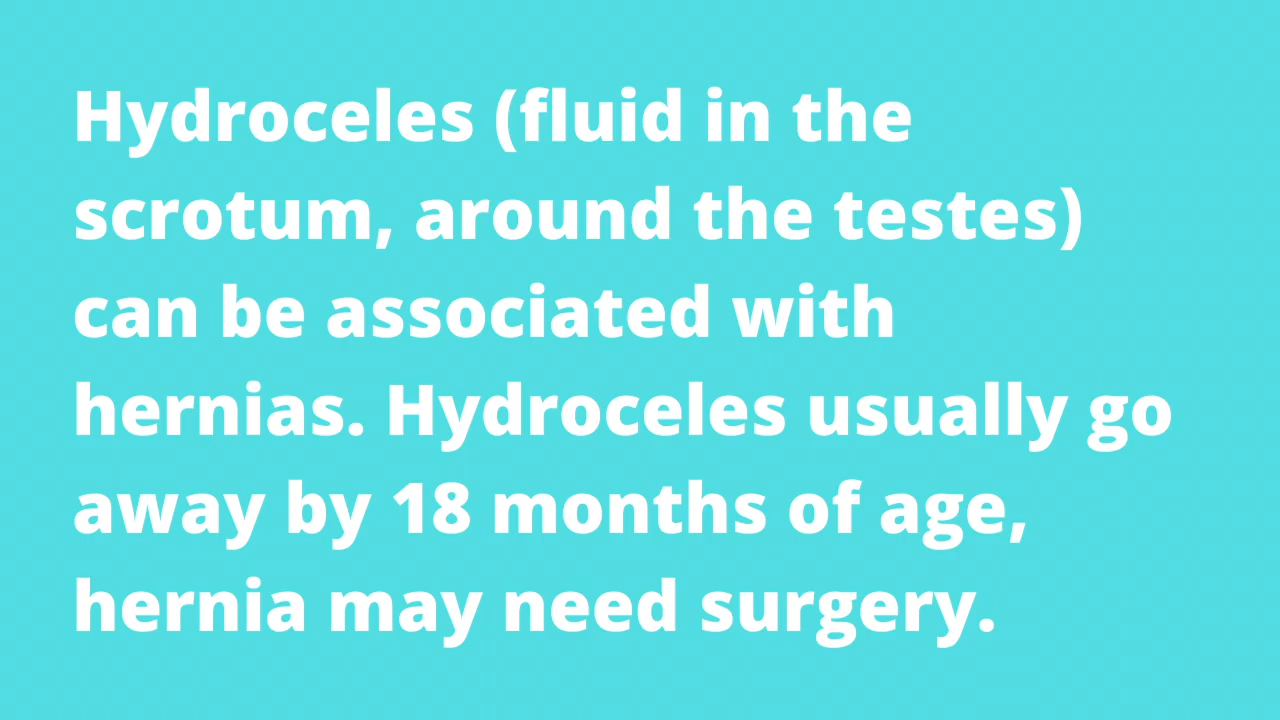 Hydroceles (fluid in the
scrotum, around the testes)
can be associated with
hernias. Hydroceles usually go
away by 18 months of age,
hernia may need surgery.